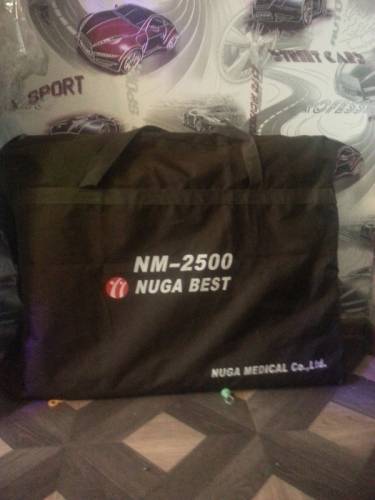 SPORT
STREET CARS
NM-2500
NUGA BEST
NUGA MEDICAL Co.,Ltd.